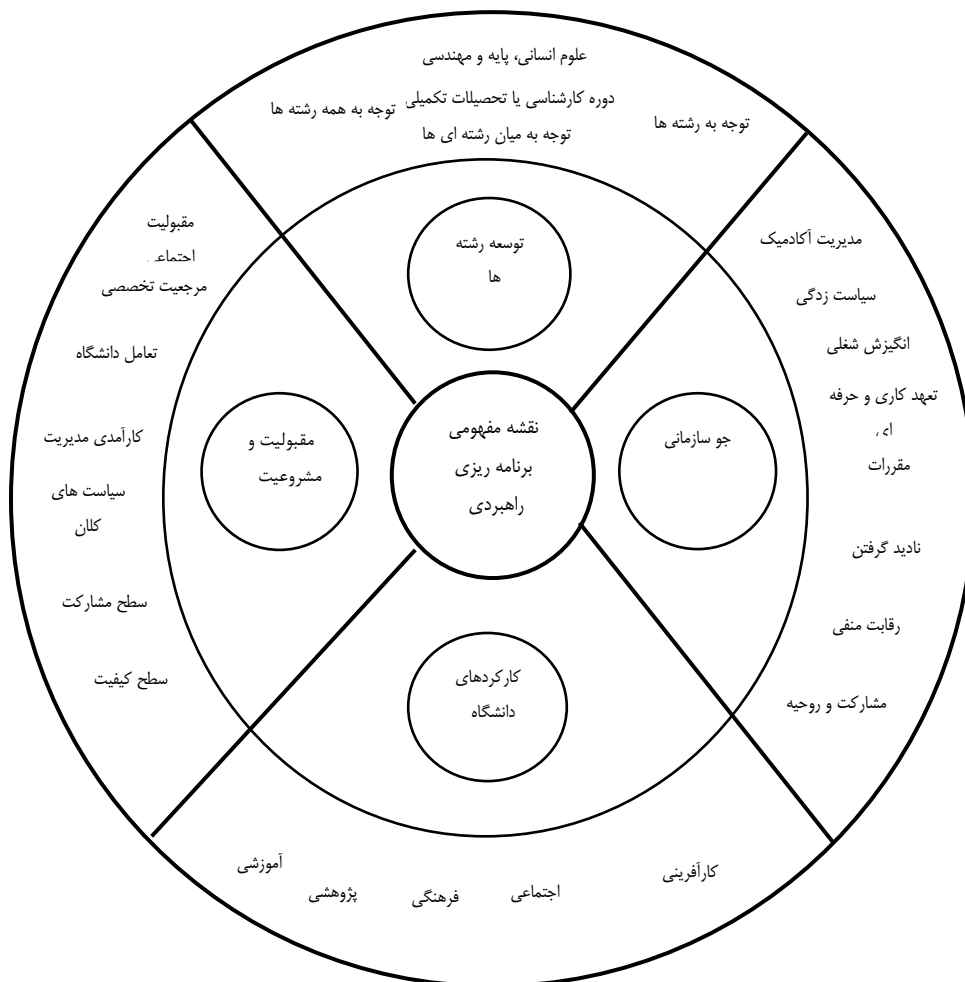 علوم انسانی، پایه و مهندسی
توجه به رشته ها
دوره کارشناسی یا تحصیلات تکمیلی
توجه به همه رشته ها
توجه به میان رشته ای ها
توسعه رشته
ها
مدیریت آکادمیک
سیاست زدگی
انگیزش شغلی
تعهد کاری و حرفه
ای
مقررات
نادید گرفتن
رقابت منفی
مشارکت و روحیه
جو سازمانی
نقشه مفهومی
برنامه ریزی
راهبردی
مقبولیت و
مشروعیت
مقبولیت
اجتماعی
مرجعیت تخصصی
تعامل دانشگاه
کارآمدی مدیریت
سیاست های
کلان
سطح مشارکت
سطح کیفیت
کارکردهای
دانشگاه
کارآفرینی
اجتماعی
فرهنگی
پژوهشی
آموزشی